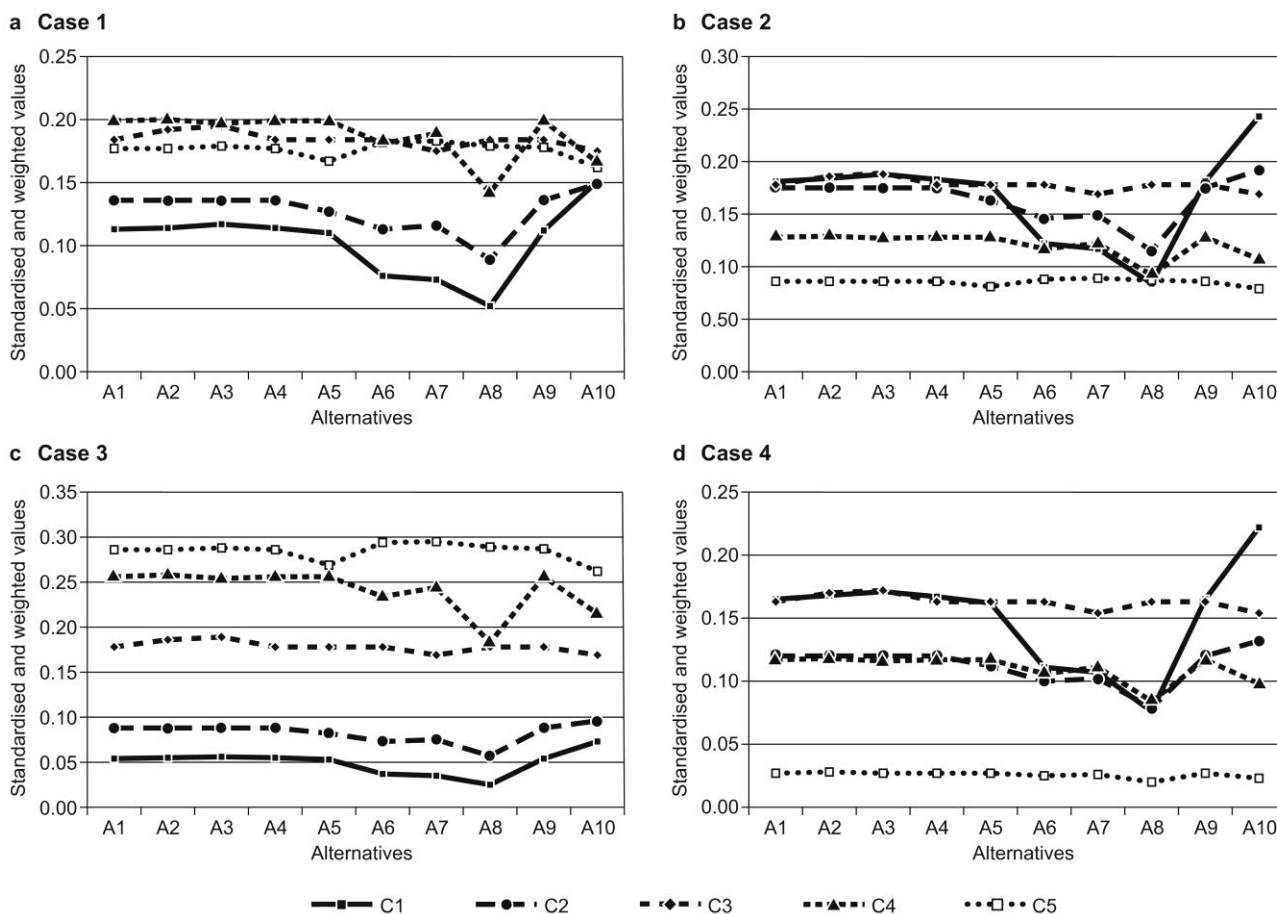 a Case 1
Standardised and weighted values
0.25
0.20
0.15
0.10
0.05
0.00
A1 A2 A3 A4 A5 A6 A7 A8 A9 A10
Alternatives
b Case 2
Standardised and weighted values
0.30
0.25
0.20
0.15
0.10
0.50
0.00
A1 A2 A3 A4 A5 A6 A7 A8 A9 A10
Alternatives
c Case 3
Standardised and weighted values
0.35
0.30
0.25
0.20
0.15
0.10
0.05
0.00
A1 A2 A3 A4 A5 A6 A7 A8 A9 A10
Alternatives
d Case 4
Standardised and weighted values
0.25
0.20
0.15
0.10
0.05
0.00
A1 A2 A3 A4 A5 A6 A7 A8 A9 A10
Alternatives
C1 C2 C3 C4 C5